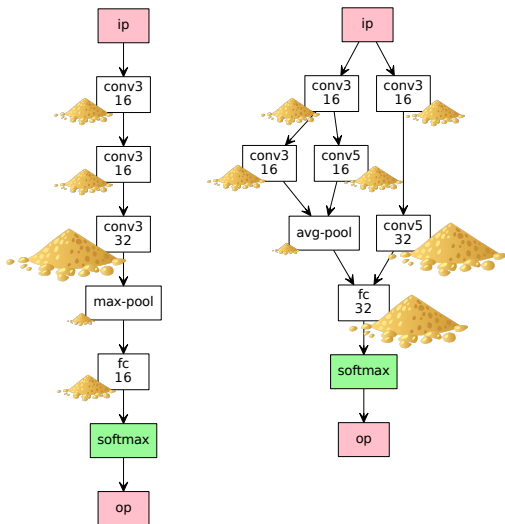 ip
conv3
16
conv3
16
conv3
32
max-pool
fc
16
softmax
op
ip
conv3
16
conv3
16
conv3
16
conv5
16
avg-pool
conv5
32
fc
32
softmax
op